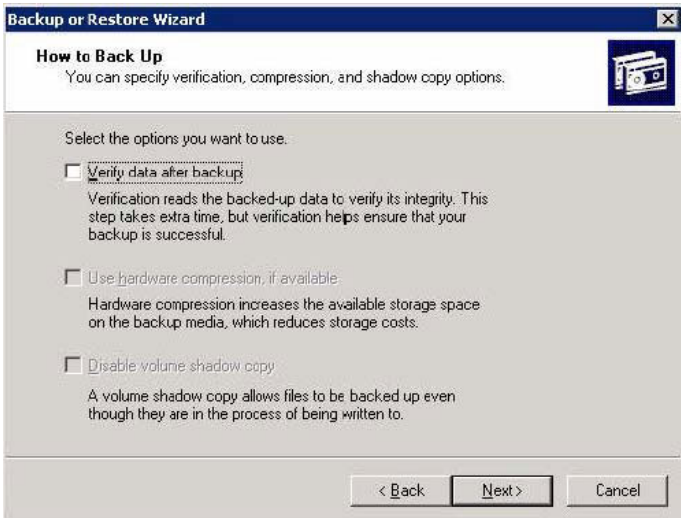 Backup or Restore Wizard
How to Back Up
You can specify verification, compression, and shadow copy options.
Select the options you want to use.
Verify data after backup
Verification reads the backed-up data to verify its integrity. This
step takes extra time, but verification helps ensure that your
backup is successful.
Use hardware compression, if available
Hardware compression increases the available storage space
on the backup media, which reduces storage costs.
Disable volume shadow copy
A volume shadow copy allows files to be backed up even
though they are in the process of being written to.
< Back Next > Cancel